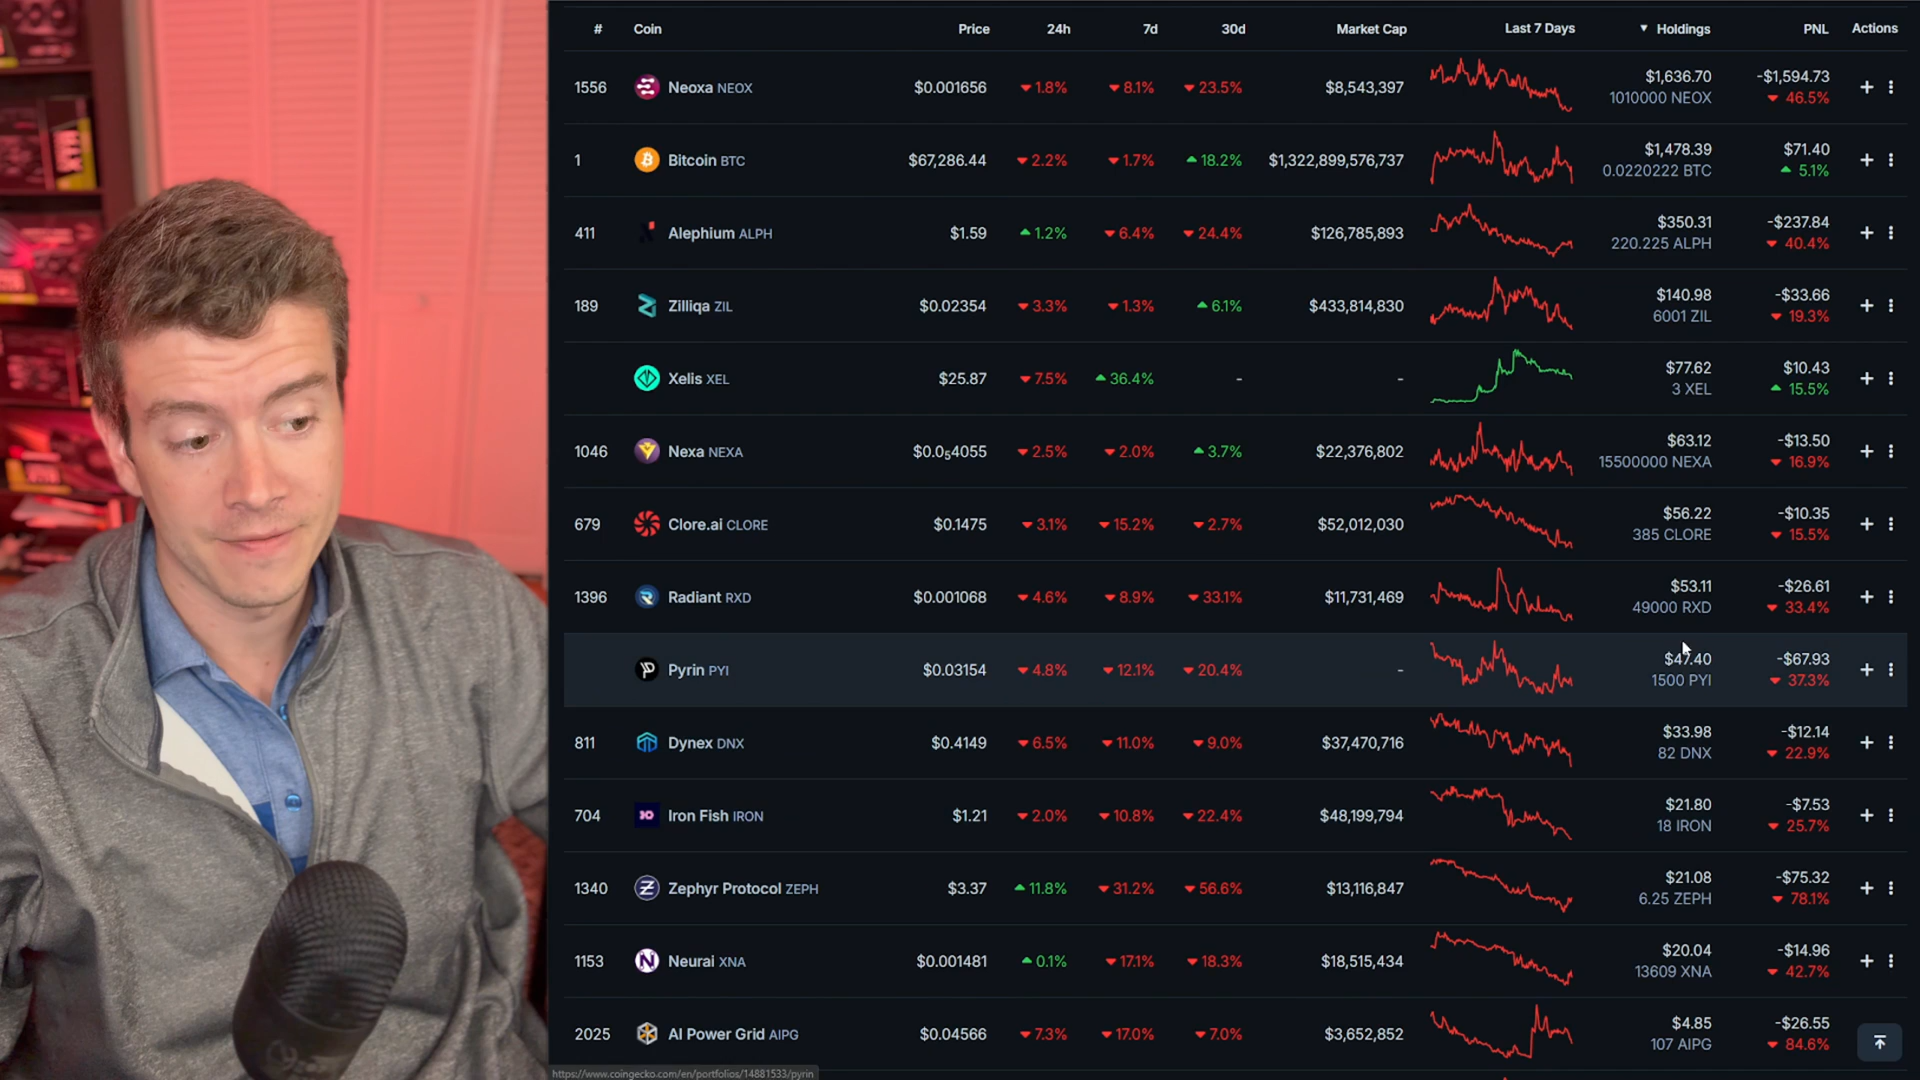 # Coin Price 24h 7d 30d Market Cap Last 7 Days ▼ Holdings PNL Actions
1556 Neoxa NEOX $0.001656 ▼ 1.8% ▼ 8.1% ▼ 23.5% $8,543,397 $1,636.70 -$1,594.73
1010000 NEOX ▼ 46.5%
1 Bitcoin BTC $67,286.44 ▼ 2.2% ▼ 1.7% ▲ 18.2% $1,322,899,576,737 $1,478.39 $71.40
0.0220222 BTC ▲ 5.1%
411 Alephium ALPH $1.59 ▲ 1.2% ▼ 6.4% ▼ 24.4% $126,785,893 $350.31 -$237.84
220.225 ALPH ▼ 40.4%
189 Zilliqa ZIL $0.02354 ▼ 3.3% ▼ 1.3% ▲ 6.1% $433,814,830 $140.98 -$33.66
6001 ZIL ▼ 19.3%
Xelis XEL $25.87 ▼ 7.5% ▲ 36.4% - - $77.62 $10.43
3 XEL ▲ 15.5%
1046 Nexa NEXA $0.0₅4055 ▼ 2.5% ▼ 2.0% ▲ 3.7% $22,376,802 $63.12 -$13.50
15500000 NEXA ▼ 16.9%
679 Clore.ai CLORE $0.1475 ▼ 3.1% ▼ 15.2% ▼ 2.7% $52,012,030 $56.22 -$10.35
385 CLORE ▼ 15.5%
1396 Radiant RXD $0.001068 ▼ 4.6% ▼ 8.9% ▼ 33.1% $11,731,469 $53.11 -$26.61
49000 RXD ▼ 33.4%
Pyrin PYI $0.03154 ▼ 4.8% ▼ 12.1% ▼ 20.4% - $47.40 -$67.93
1500 PYI ▼ 37.3%
811 Dynex DNX $0.4149 ▼ 6.5% ▼ 11.0% ▼ 9.0% $37,470,716 $33.98 -$12.14
82 DNX ▼ 22.9%
704 Iron Fish IRON $1.21 ▼ 2.0% ▼ 10.8% ▼ 22.4% $48,199,794 $21.80 -$7.53
18 IRON ▼ 25.7%
1340 Zephyr Protocol ZEPH $3.37 ▲ 11.8% ▼ 31.2% ▼ 56.6% $13,116,847 $21.08 -$75.32
6.25 ZEPH ▼ 78.1%
1153 Neurai XNA $0.001481 ▲ 0.1% ▼ 17.1% ▼ 18.3% $18,515,434 $20.04 -$14.96
13609 XNA ▼ 42.7%
2025 AI Power Grid AIPG $0.04566 ▼ 7.3% ▼ 17.0% ▼ 7.0% $3,652,852 $4.85 -$26.55
107 AIPG ▼ 84.6%
https://www.coingecko.com/en/portfolios/14881533/pyrin